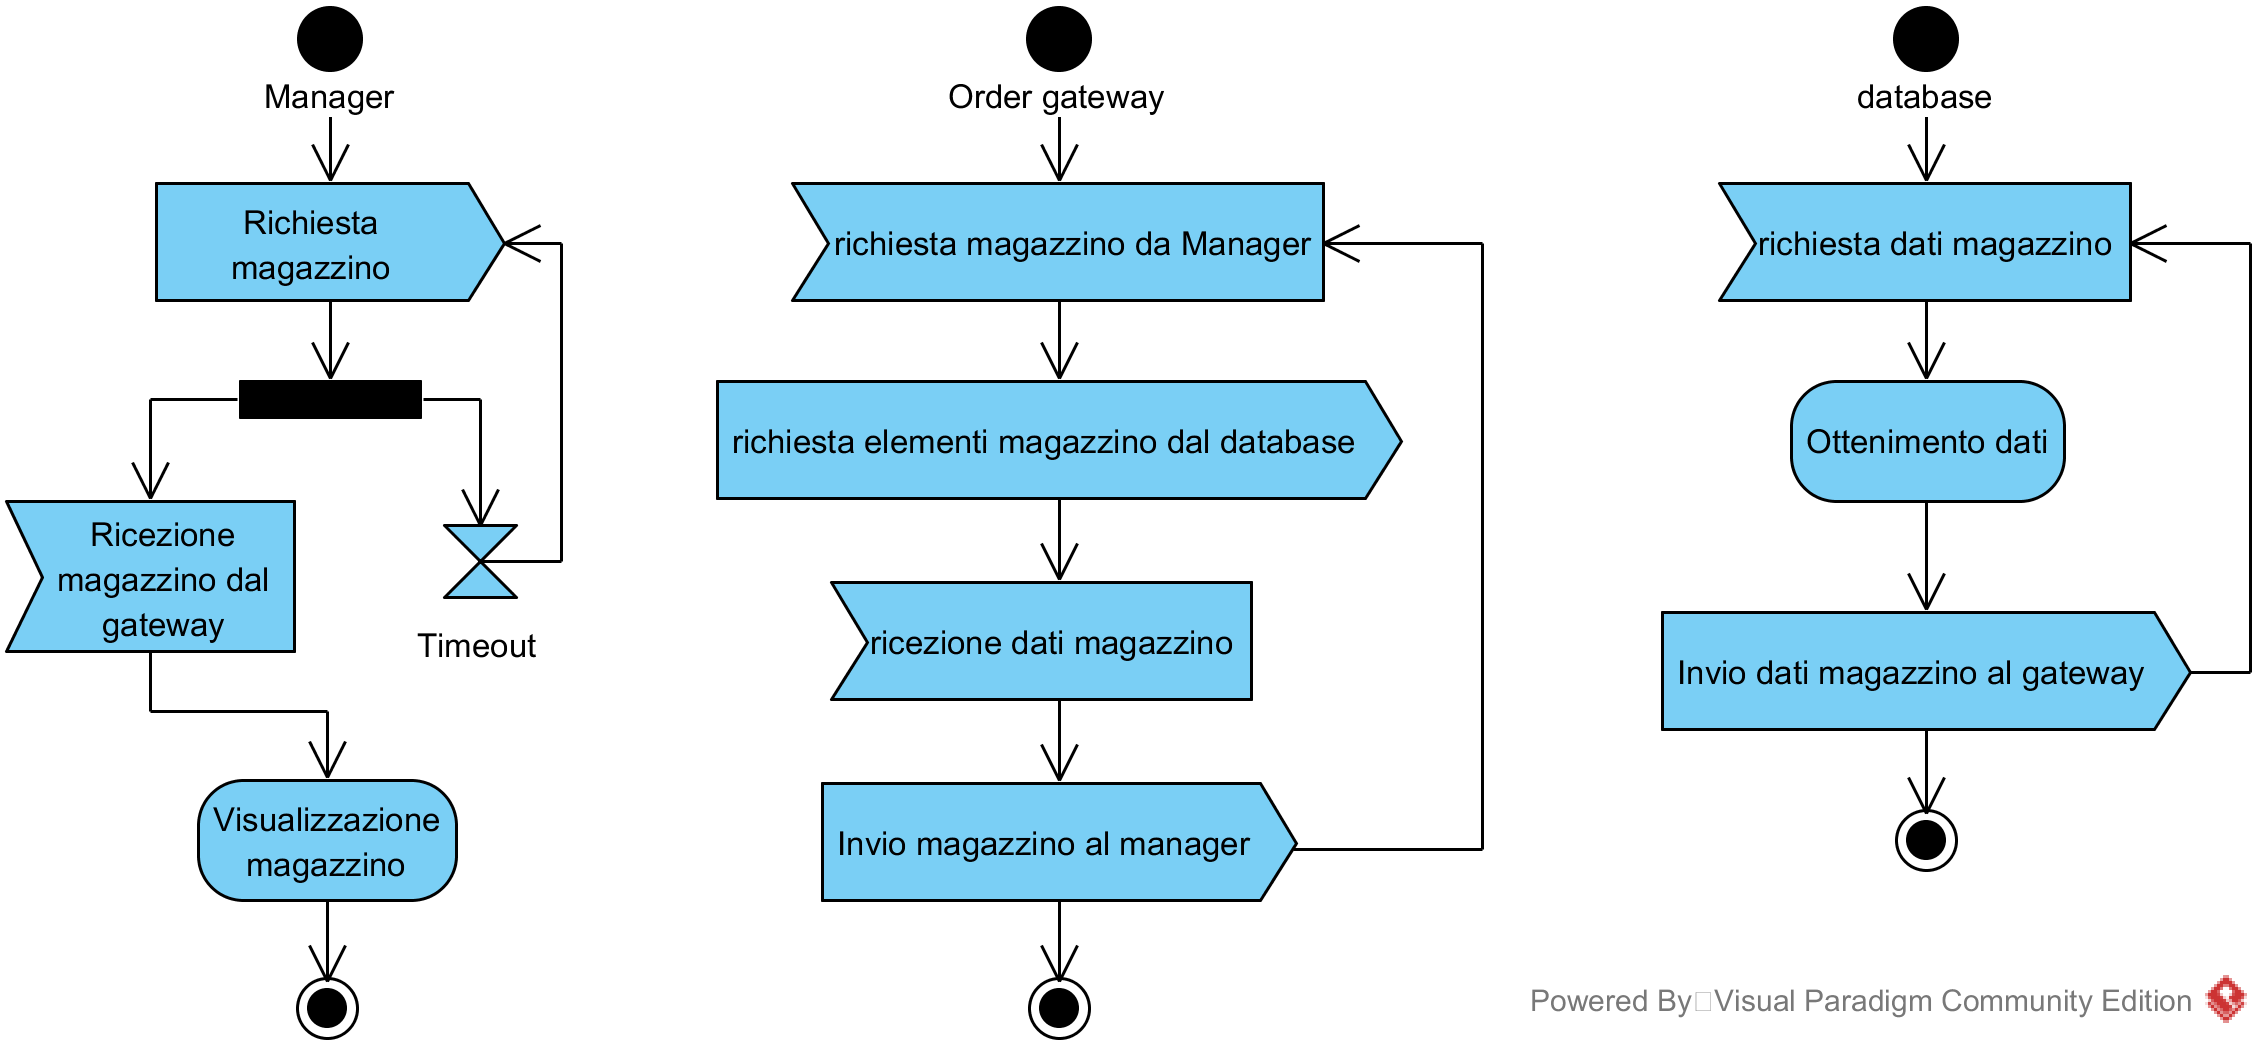 Manager
Richiesta
magazzino
Ricezione
magazzino dal
gateway
Timeout
Visualizzazione
magazzino
Order gateway
richiesta magazzino da Manager
richiesta elementi magazzino dal database
ricezione dati magazzino
Invio magazzino al manager
database
richiesta dati magazzino
Ottenimento dati
Invio dati magazzino al gateway
Powered By Visual Paradigm Community Edition